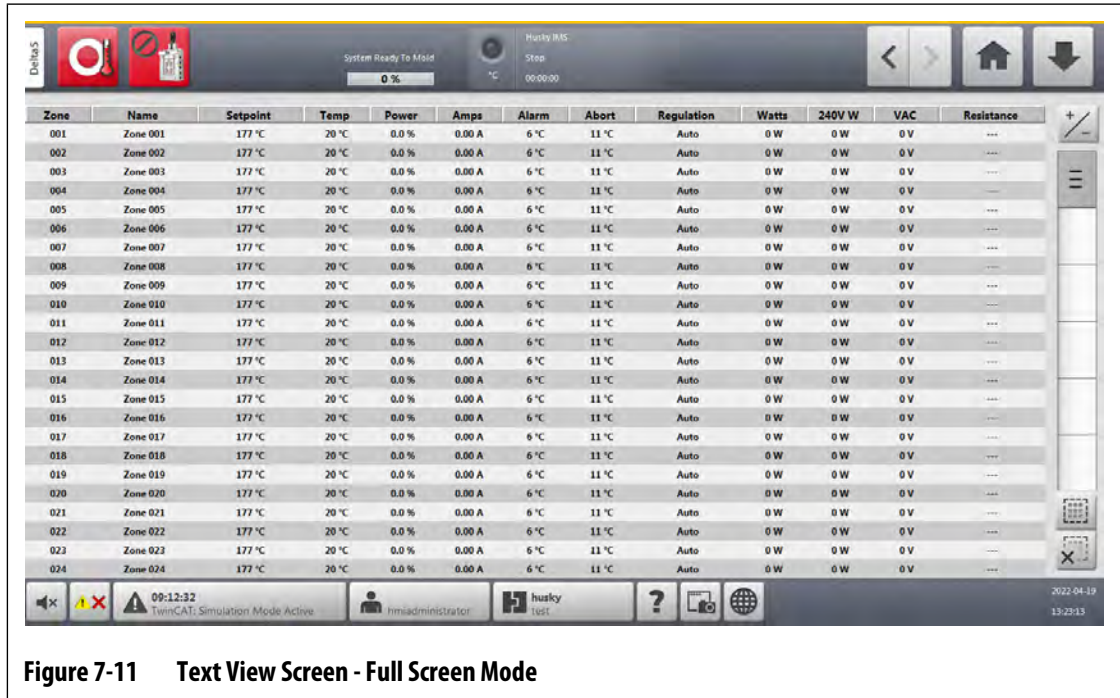 Delta5
System Ready To Mold
0 %
°C
Husky IMS
Stop
00:00:00
Zone Name Setpoint Temp Power Amps Alarm Abort Regulation Watts 240V W VAC Resistance
001 Zone 001 177 °C 20 °C 0.0 % 0.00 A 6 °C 11 °C Auto 0 W 0 W 0 V ---
002 Zone 002 177 °C 20 °C 0.0 % 0.00 A 6 °C 11 °C Auto 0 W 0 W 0 V ---
003 Zone 003 177 °C 20 °C 0.0 % 0.00 A 6 °C 11 °C Auto 0 W 0 W 0 V ---
004 Zone 004 177 °C 20 °C 0.0 % 0.00 A 6 °C 11 °C Auto 0 W 0 W 0 V ---
005 Zone 005 177 °C 20 °C 0.0 % 0.00 A 6 °C 11 °C Auto 0 W 0 W 0 V ---
006 Zone 006 177 °C 20 °C 0.0 % 0.00 A 6 °C 11 °C Auto 0 W 0 W 0 V ---
007 Zone 007 177 °C 20 °C 0.0 % 0.00 A 6 °C 11 °C Auto 0 W 0 W 0 V ---
008 Zone 008 177 °C 20 °C 0.0 % 0.00 A 6 °C 11 °C Auto 0 W 0 W 0 V ---
009 Zone 009 177 °C 20 °C 0.0 % 0.00 A 6 °C 11 °C Auto 0 W 0 W 0 V ---
010 Zone 010 177 °C 20 °C 0.0 % 0.00 A 6 °C 11 °C Auto 0 W 0 W 0 V ---
011 Zone 011 177 °C 20 °C 0.0 % 0.00 A 6 °C 11 °C Auto 0 W 0 W 0 V ---
012 Zone 012 177 °C 20 °C 0.0 % 0.00 A 6 °C 11 °C Auto 0 W 0 W 0 V ---
013 Zone 013 177 °C 20 °C 0.0 % 0.00 A 6 °C 11 °C Auto 0 W 0 W 0 V ---
014 Zone 014 177 °C 20 °C 0.0 % 0.00 A 6 °C 11 °C Auto 0 W 0 W 0 V ---
015 Zone 015 177 °C 20 °C 0.0 % 0.00 A 6 °C 11 °C Auto 0 W 0 W 0 V ---
016 Zone 016 177 °C 20 °C 0.0 % 0.00 A 6 °C 11 °C Auto 0 W 0 W 0 V ---
017 Zone 017 177 °C 20 °C 0.0 % 0.00 A 6 °C 11 °C Auto 0 W 0 W 0 V ---
018 Zone 018 177 °C 20 °C 0.0 % 0.00 A 6 °C 11 °C Auto 0 W 0 W 0 V ---
019 Zone 019 177 °C 20 °C 0.0 % 0.00 A 6 °C 11 °C Auto 0 W 0 W 0 V ---
020 Zone 020 177 °C 20 °C 0.0 % 0.00 A 6 °C 11 °C Auto 0 W 0 W 0 V ---
021 Zone 021 177 °C 20 °C 0.0 % 0.00 A 6 °C 11 °C Auto 0 W 0 W 0 V ---
022 Zone 022 177 °C 20 °C 0.0 % 0.00 A 6 °C 11 °C Auto 0 W 0 W 0 V ---
023 Zone 023 177 °C 20 °C 0.0 % 0.00 A 6 °C 11 °C Auto 0 W 0 W 0 V ---
024 Zone 024 177 °C 20 °C 0.0 % 0.00 A 6 °C 11 °C Auto 0 W 0 W 0 V ---
09:12:32
TwinCAT: Simulation Mode Active
hmiadministrator
husky
test
?
2022-04-19
13:23:13
Figure 7-11 Text View Screen - Full Screen Mode